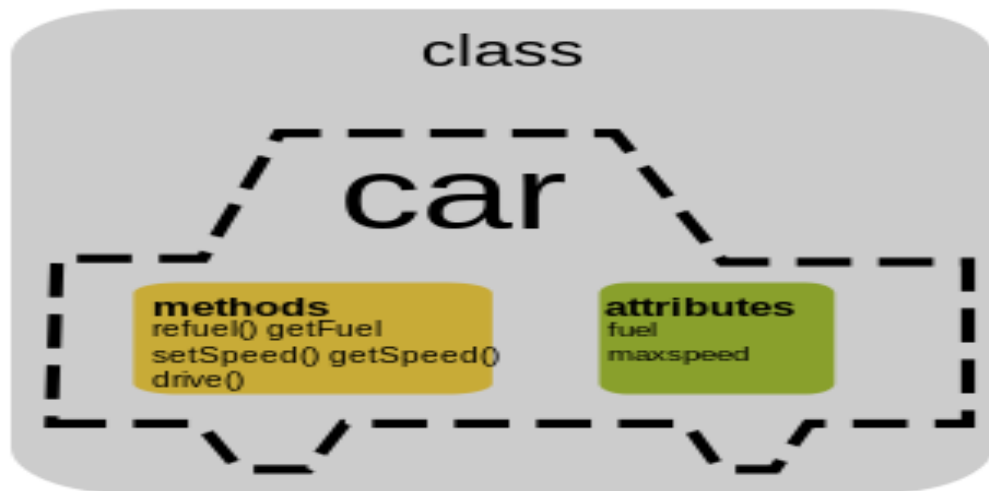 class
car
methods
refuel() getFuel
setSpeed() getSpeed()
drive()
attributes
fuel
maxspeed